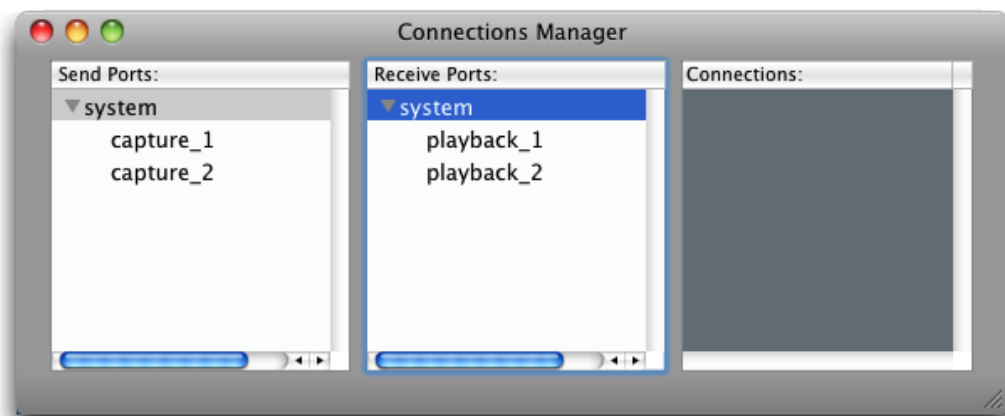 Connections Manager
Send Ports:
system
capture_1
capture_2
Receive Ports:
system
playback_1
playback_2
Connections: